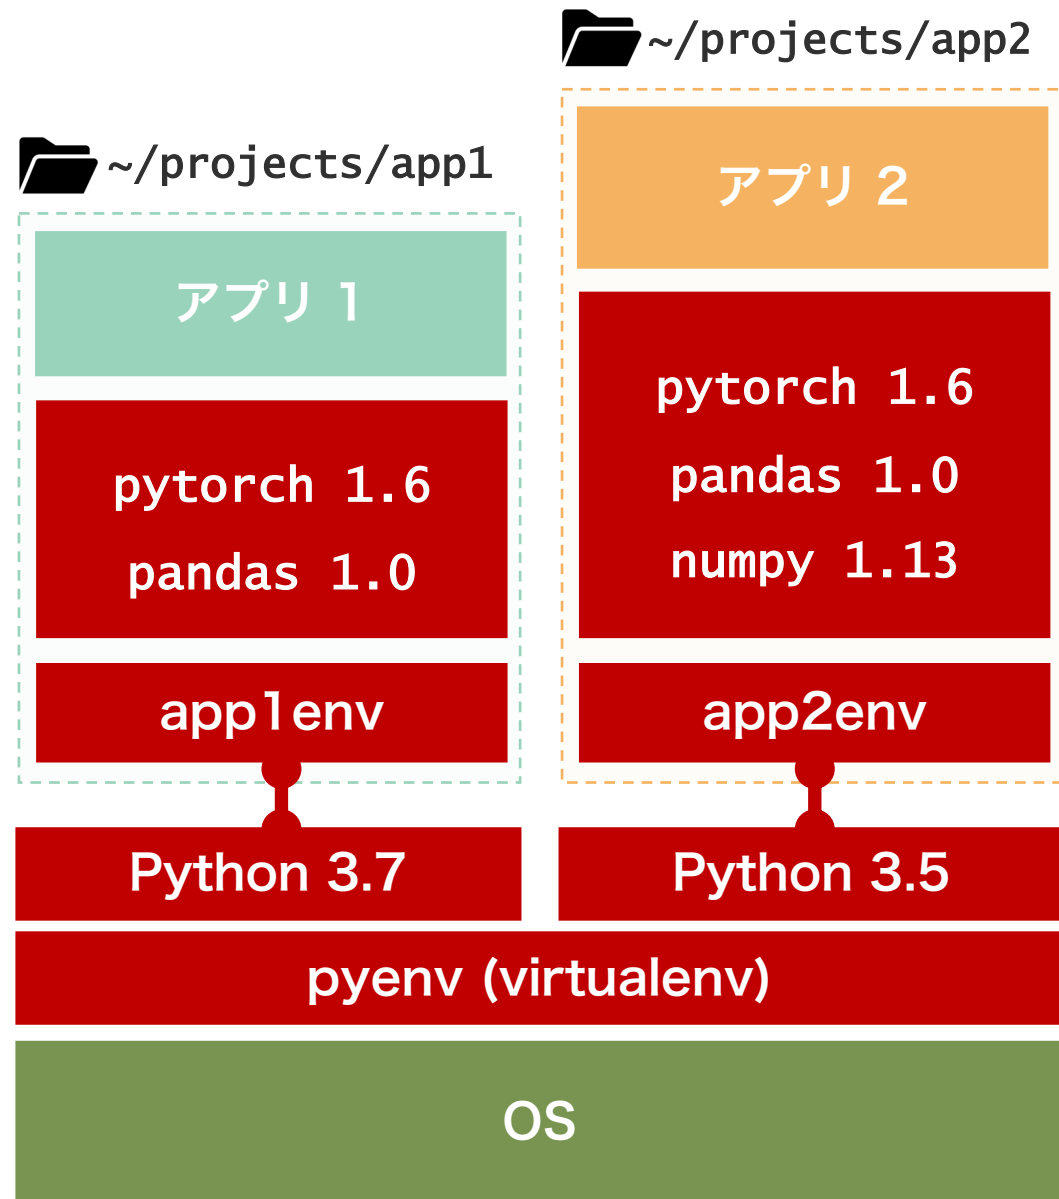 ~/projects/app1
アプリ 1
pytorch 1.6
pandas 1.0
app1env
Python 3.7
~/projects/app2
アプリ 2
pytorch 1.6
pandas 1.0
numpy 1.13
app2env
Python 3.5
pyenv (virtualenv)
OS